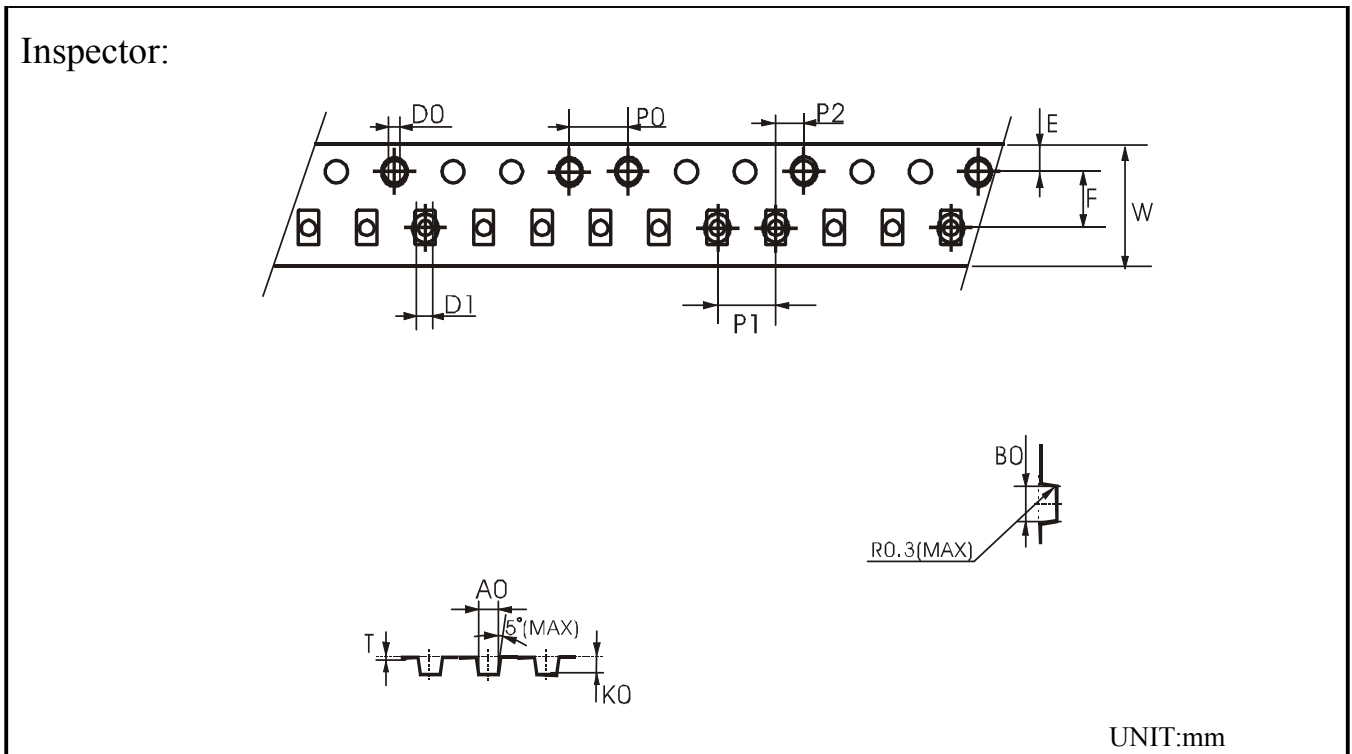 Inspector:
D0
P0
P2
E
F
W
D1
P1
B0
R0.3(MAX)
A0
5°(MAX)
T
K0
UNIT:mm